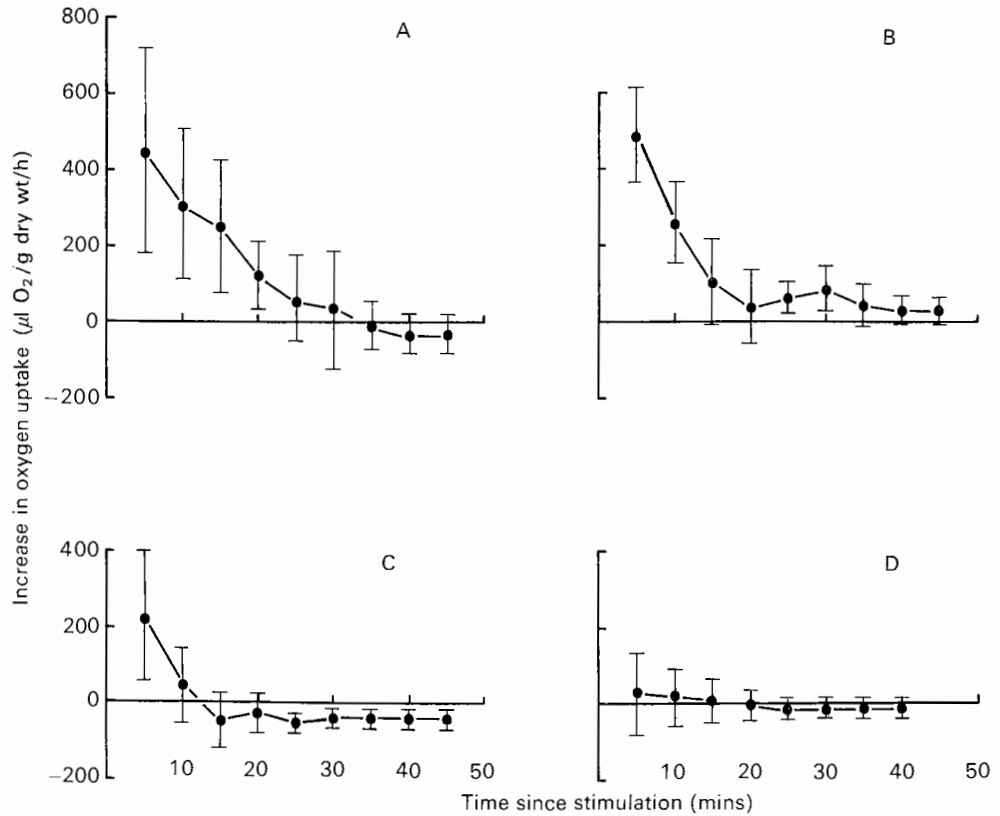 Increase in oxygen uptake (µl O₂/g dry wt/h)
A
800
600
400
200
0
−200
B
C
400
200
0
−200
10 20 30 40 50
D
10 20 30 40 50
Time since stimulation (mins)